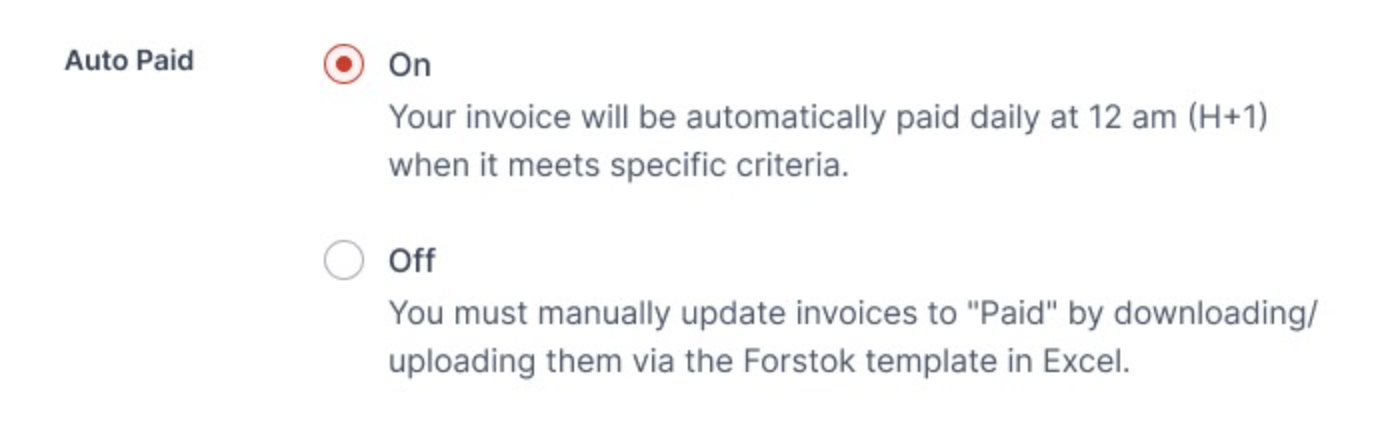 Auto Paid
On
Your invoice will be automatically paid daily at 12 am (H+1)
when it meets specific criteria.
Off
You must manually update invoices to "Paid" by downloading/
uploading them via the Forstok template in Excel.